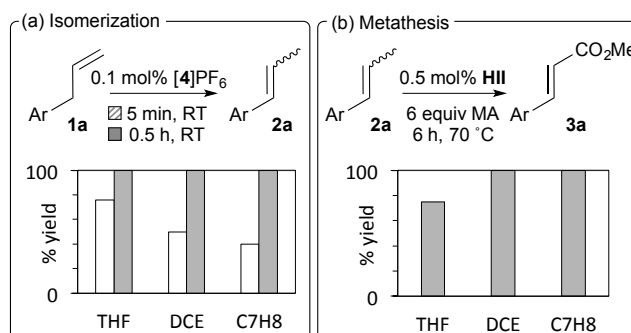 (a) Isomerization
0.1 mol% [4]PF6
Ar
1a
5 min, RT
0.5 h, RT
Ar
2a
100
% yield
0
THF DCE C7H8
(b) Metathesis
0.5 mol% HII
CO2Me
Ar
2a
6 equiv MA
6 h, 70 ˚C
Ar
3a
100
% yield
0
THF DCE C7H8